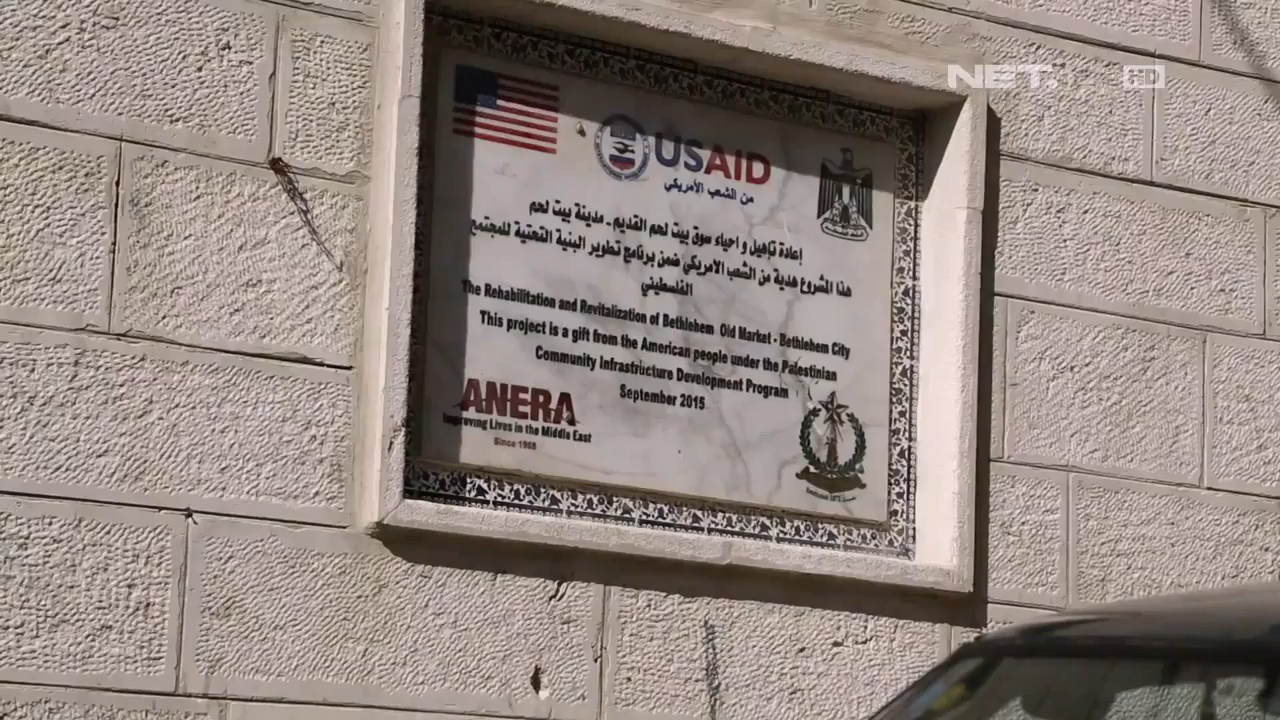 NET. HD
USAID
من الشعب الأمريكي
إعادة تاهيل و احياء سوق بيت لحم القديم - مدينة بيت لحم
هذا المشروع هدية من الشعب الامريكي ضمن برنامج تطوير البنية التحتية للمجتمع
الفلسطيني
The Rehabilitation and Revitalization of Bethlehem Old Market - Bethlehem City
This project is a gift from the American people under the Palestinian
Community Infrastructure Development Program
September 2015
ANERA
Improving Lives in the Middle East
Since 1968